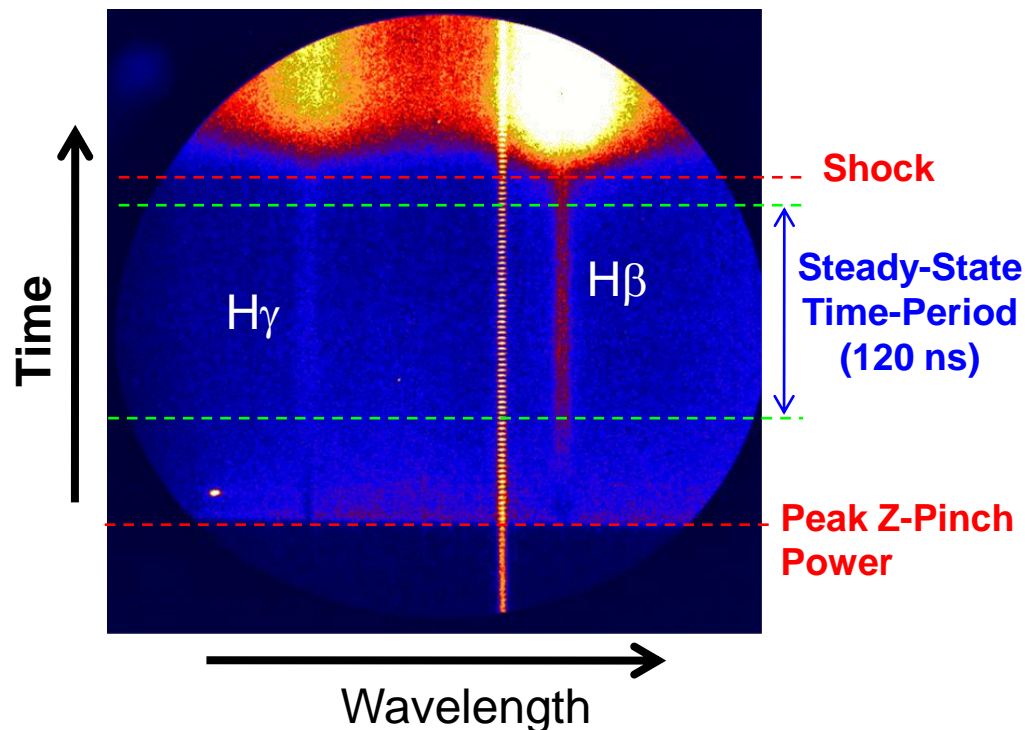 Shock
Steady-State
Time-Period
(120 ns)
Hβ
Hγ
Time
Peak Z-Pinch
Power
Wavelength